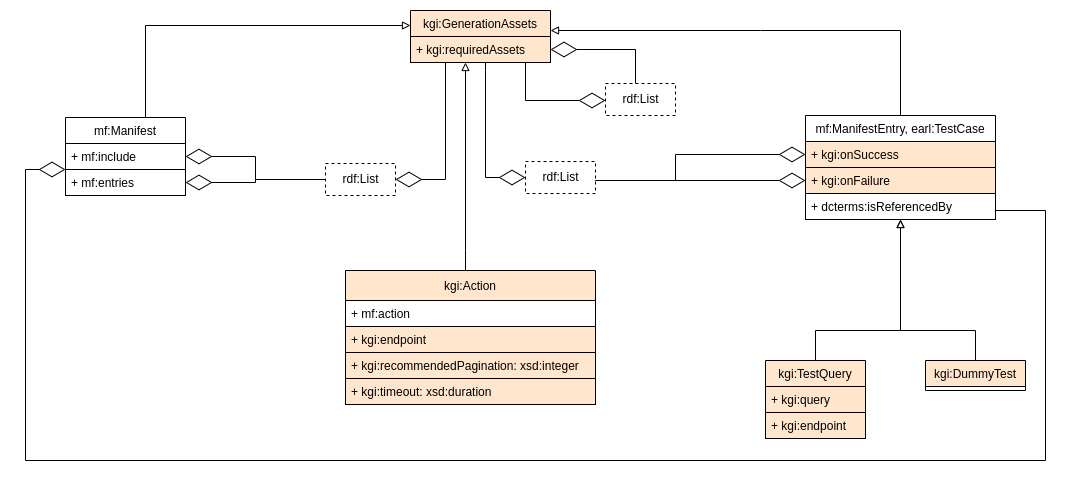 kgi:GenerationAssets
+ kgi:requiredAssets
rdf:List
mf:Manifest
+ mf:include
+ mf:entries
rdf:List
rdf:List
mf:ManifestEntry, earl:TestCase
+ kgi:onSuccess
+ kgi:onFailure
+ dcterms:isReferencedBy
kgi:Action
+ mf:action
+ kgi:endpoint
+ kgi:recommendedPagination: xsd:integer
+ kgi:timeout: xsd:duration
kgi:TestQuery
+ kgi:query
+ kgi:endpoint
kgi:DummyTest